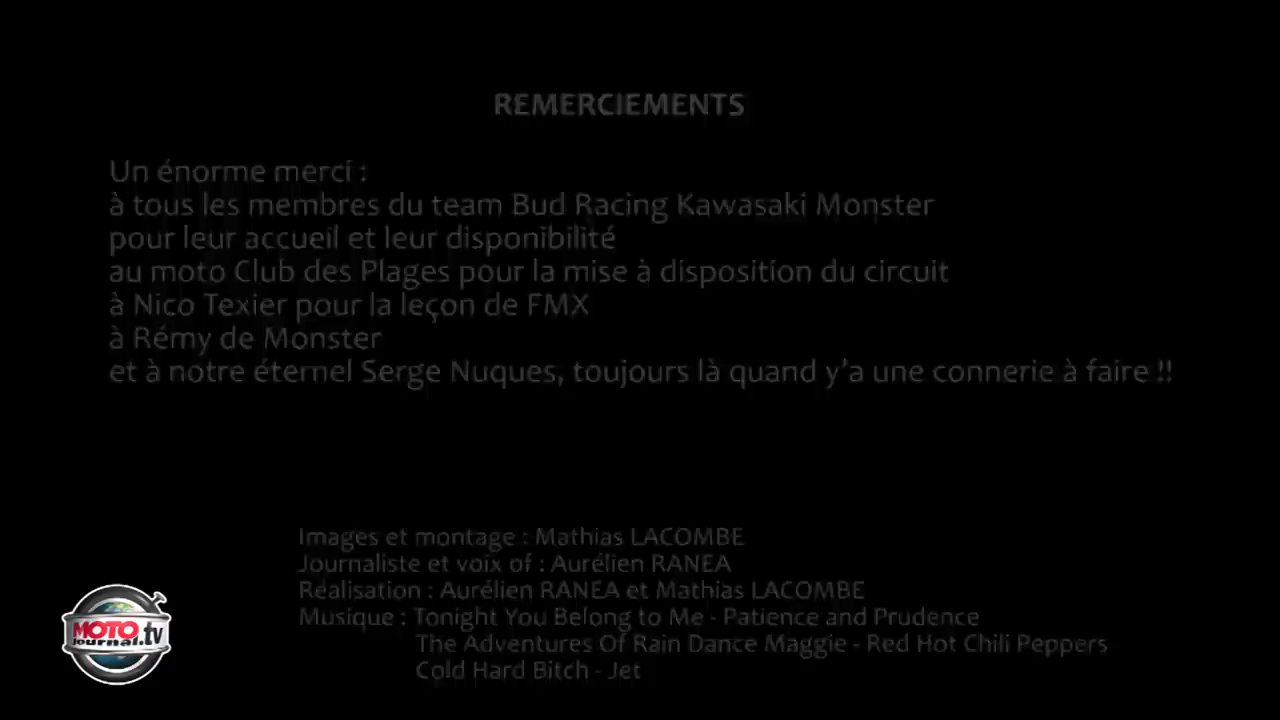 REMERCIEMENTS
Un énorme merci :
à tous les membres du team Bud Racing Kawasaki Monster
pour leur accueil et leur disponibilité
au moto Club des Plages pour la mise à disposition du circuit
à Nico Texier pour la leçon de FMX
à Rémy de Monster
et à notre éternel Serge Nuques, toujours là quand y'a une connerie à faire !!
Images et montage : Mathias LACOMBE
Journaliste et voix of : Aurélien RANEA
Réalisation : Aurélien RANEA et Mathias LACOMBE
Musique : Tonight You Belong to Me - Patience and Prudence
The Adventures Of Rain Dance Maggie - Red Hot Chili Peppers
Cold Hard Bitch - Jet
MOTO
Journal.tv